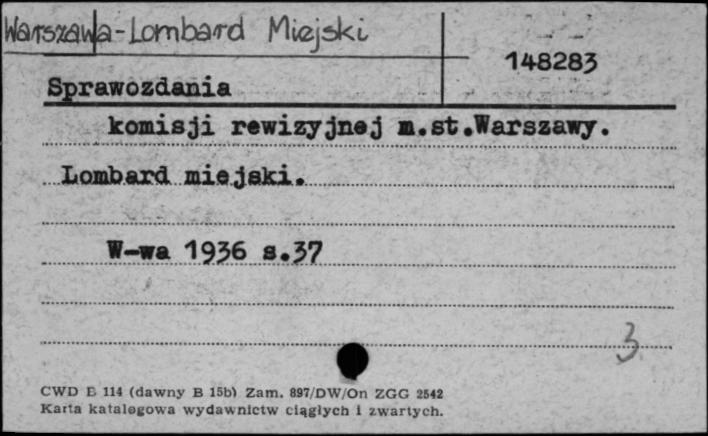 Warszawa-Lombard Miejski
148283
Sprawozdania
komisji rewizyjnej m.st.Warszawy.
Lombard miejski.
W-wa 1936 s.37
3
CWD E 114 (dawny B 15b) Zam. 897/DW/On ZGG 2542
Karta katalogowa wydawnictw ciągłych i zwartych.